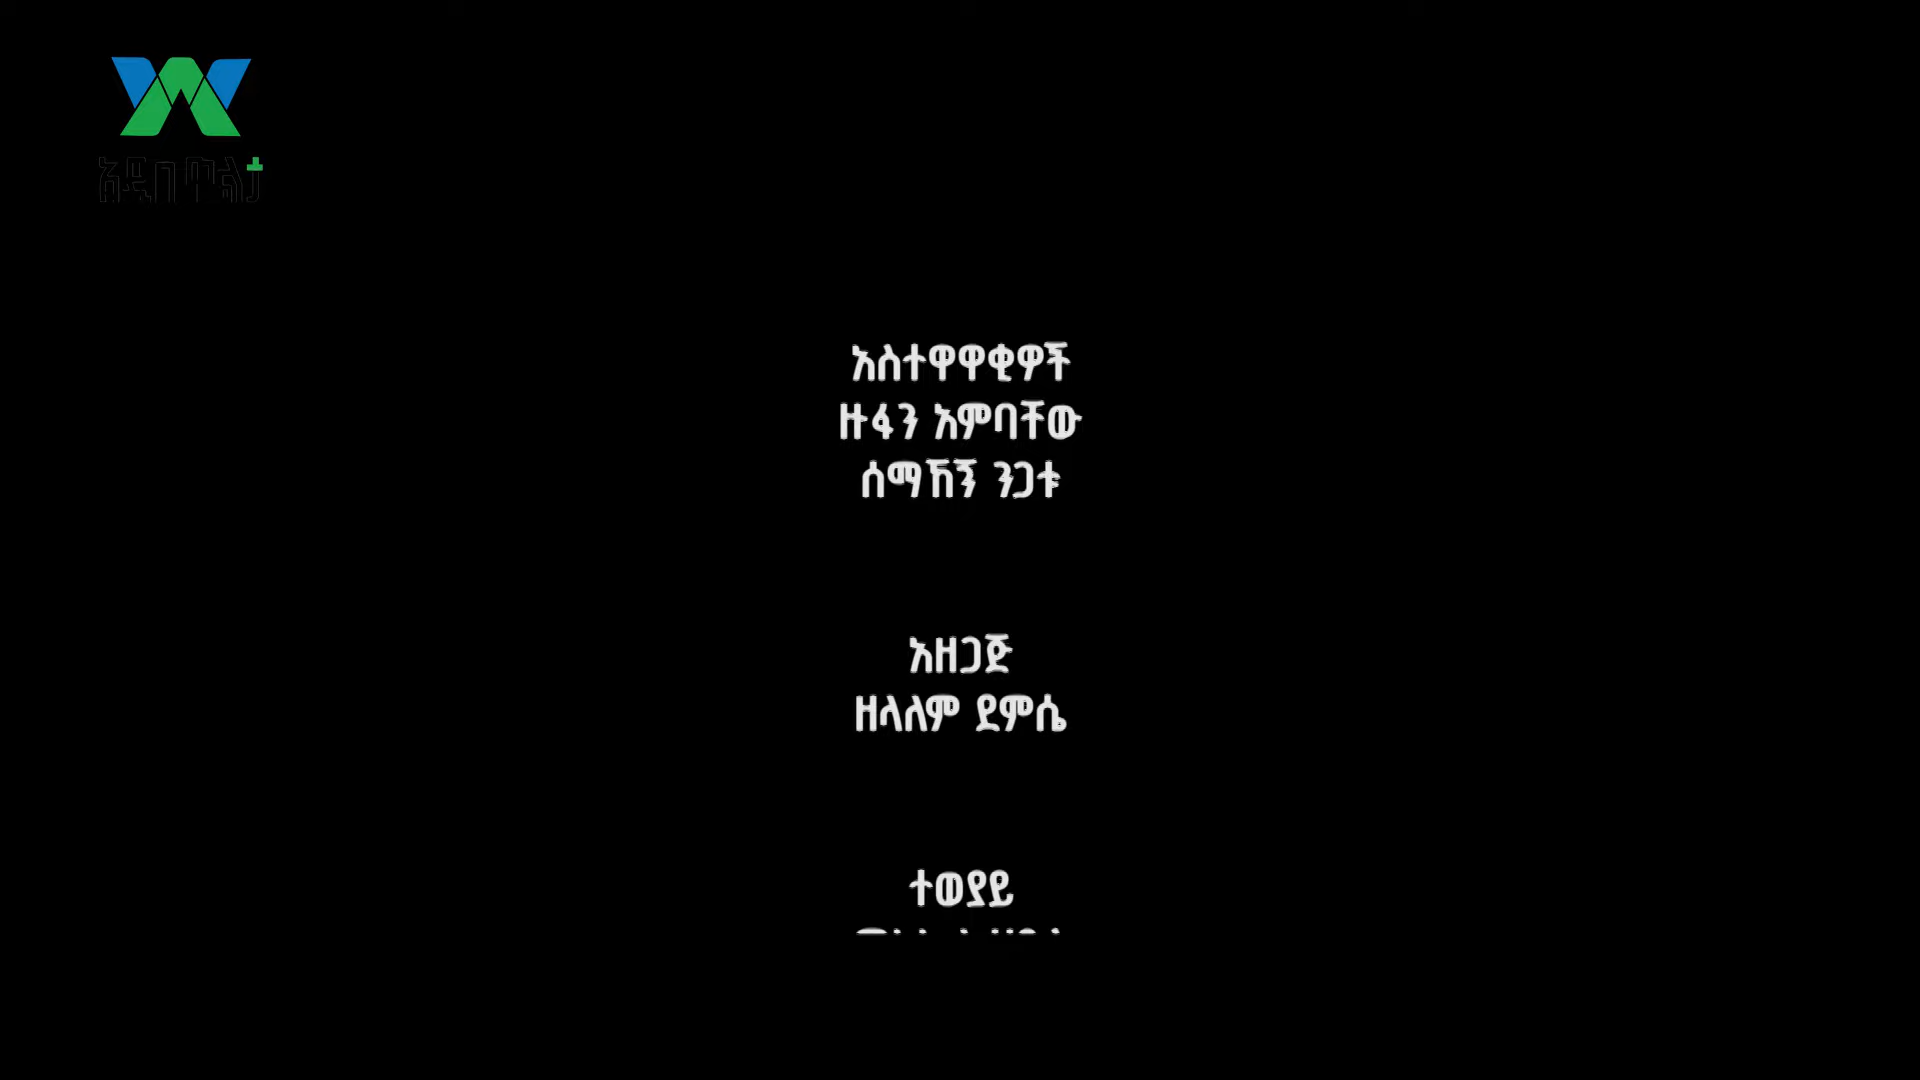 አዲስ ዋልታ
አስተዋዋቂዎች
ዙፋን አምባቸው
ሰማኸኝ ንጋቱ
አዘጋጅ
ዘላለም ደምሴ
ተወያይ